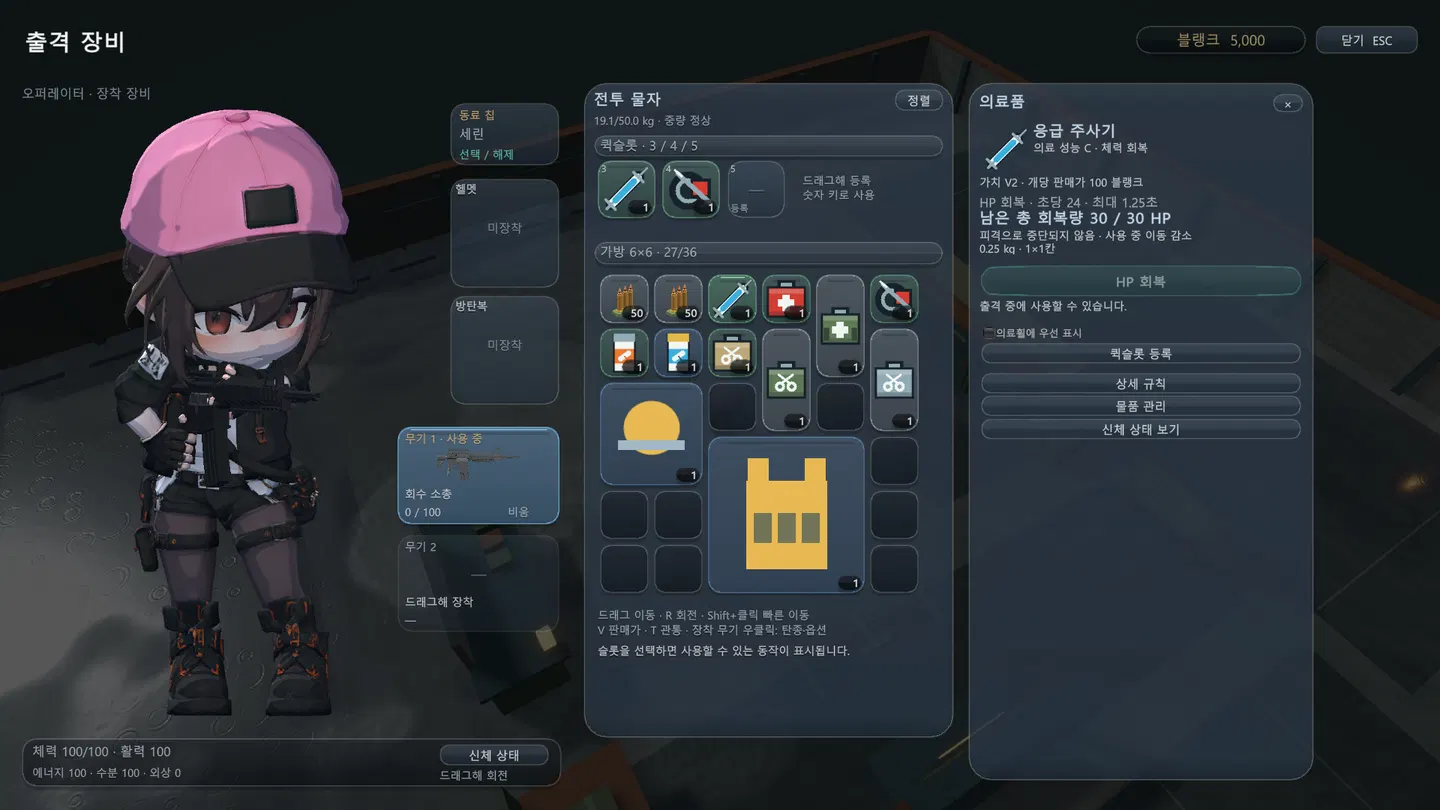 출격 장비
블랭크 5,000
닫기 ESC
오퍼레이터 · 장착 장비
동료 칩
세린
선택 / 해제
헬멧
미장착
방탄복
미장착
무기 1 · 사용 중
회수 소총
0 / 100 비움
무기 2
—
드래그해 장착
—
체력 100/100 · 활력 100
에너지 100 · 수분 100 · 외상 0
신체 상태
드래그해 회전
전투 물자
정렬
19.1/50.0 kg · 중량 정상
퀵슬롯 · 3 / 4 / 5
3 4 5
—
1 1 등록
드래그해 등록
숫자 키로 사용
가방 6×6 · 27/36
50 50 1 1 1
1 1 1 1
1 1
1
1
드래그 이동 · R 회전 · Shift+클릭 빠른 이동
V 판매가 · T 관통 · 장착 무기 우클릭: 탄종·옵션
슬롯을 선택하면 사용할 수 있는 동작이 표시됩니다.
의료품
×
응급 주사기
의료 성능 C · 체력 회복
가치 V2 · 개당 판매가 100 블랭크
HP 회복 · 초당 24 · 최대 1.25초
남은 총 회복량 30 / 30 HP
피격으로 중단되지 않음 · 사용 중 이동 감소
0.25 kg · 1×1칸
HP 회복
출격 중에 사용할 수 있습니다.
의료휠에 우선 표시
퀵슬롯 등록
상세 규칙
물품 관리
신체 상태 보기